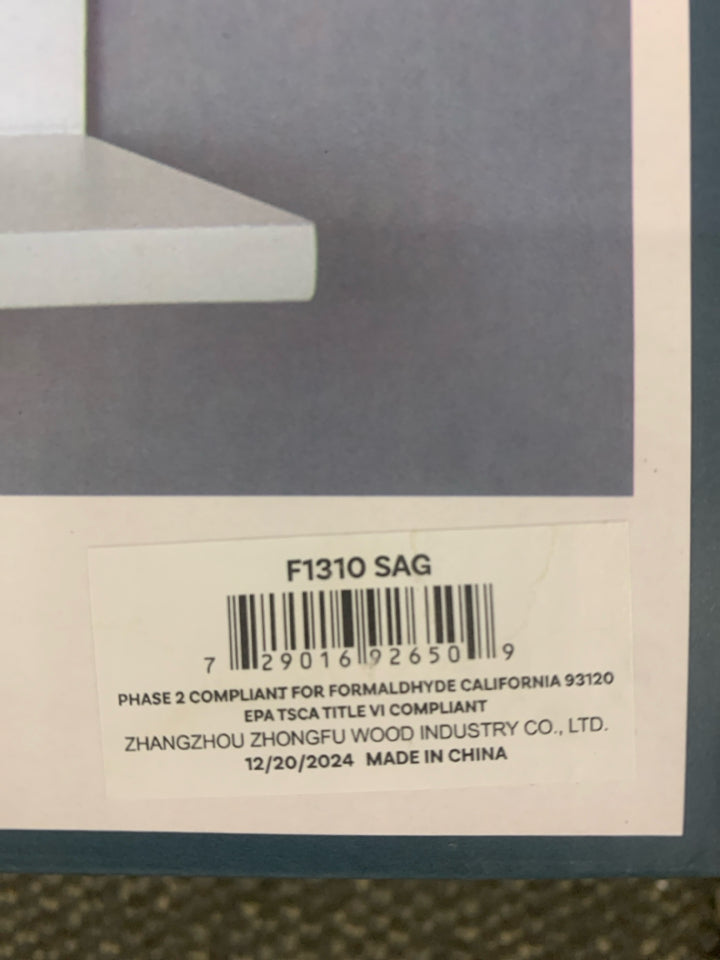 F1310 SAG
7 29016 92650 9
PHASE 2 COMPLIANT FOR FORMALDHYDE CALIFORNIA 93120
EPA TSCA TITLE VI COMPLIANT
ZHANGZHOU ZHONGFU WOOD INDUSTRY CO., LTD.
12/20/2024 MADE IN CHINA